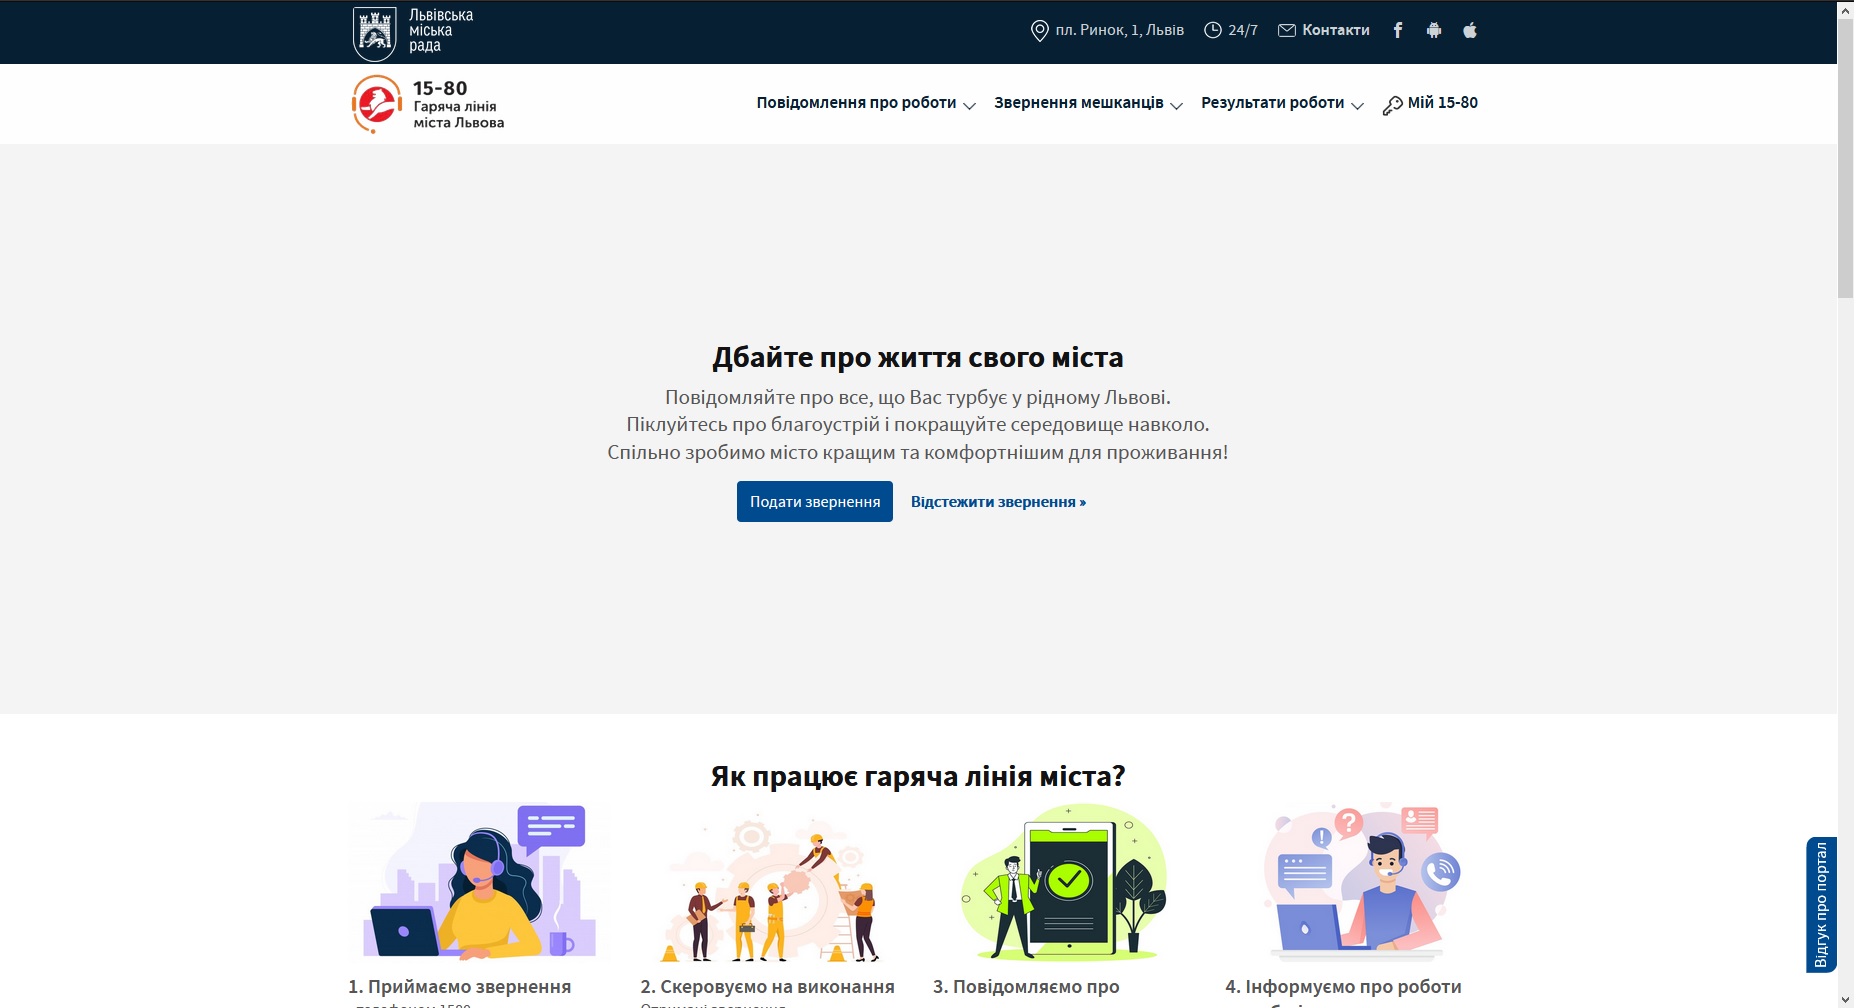 Львівська
міська
рада
пл. Ринок, 1, Львів
24/7
Контакти
15-80
Гаряча лінія
міста Львова
Повідомлення про роботи
Звернення мешканців
Результати роботи
Мій 15-80
Дбайте про життя свого міста
Повідомляйте про все, що Вас турбує у рідному Львові.
Піклуйтесь про благоустрій і покращуйте середовище навколо.
Спільно зробимо місто кращим та комфортнішим для проживання!
Подати звернення
Відстежити звернення »
Як працює гаряча лінія міста?
1. Приймаємо звернення
2. Скеровуємо на виконання
3. Повідомляємо про
4. Інформуємо про роботи
Відгук про портал